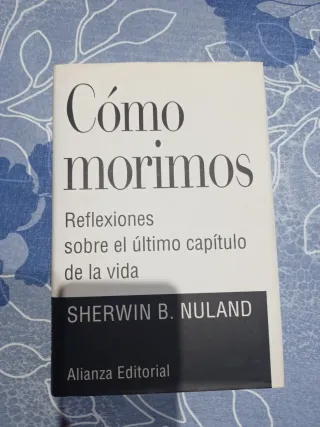 Cómo
morimos
Reflexiones
sobre el último capítulo
de la vida
SHERWIN B. NULAND
Alianza Editorial